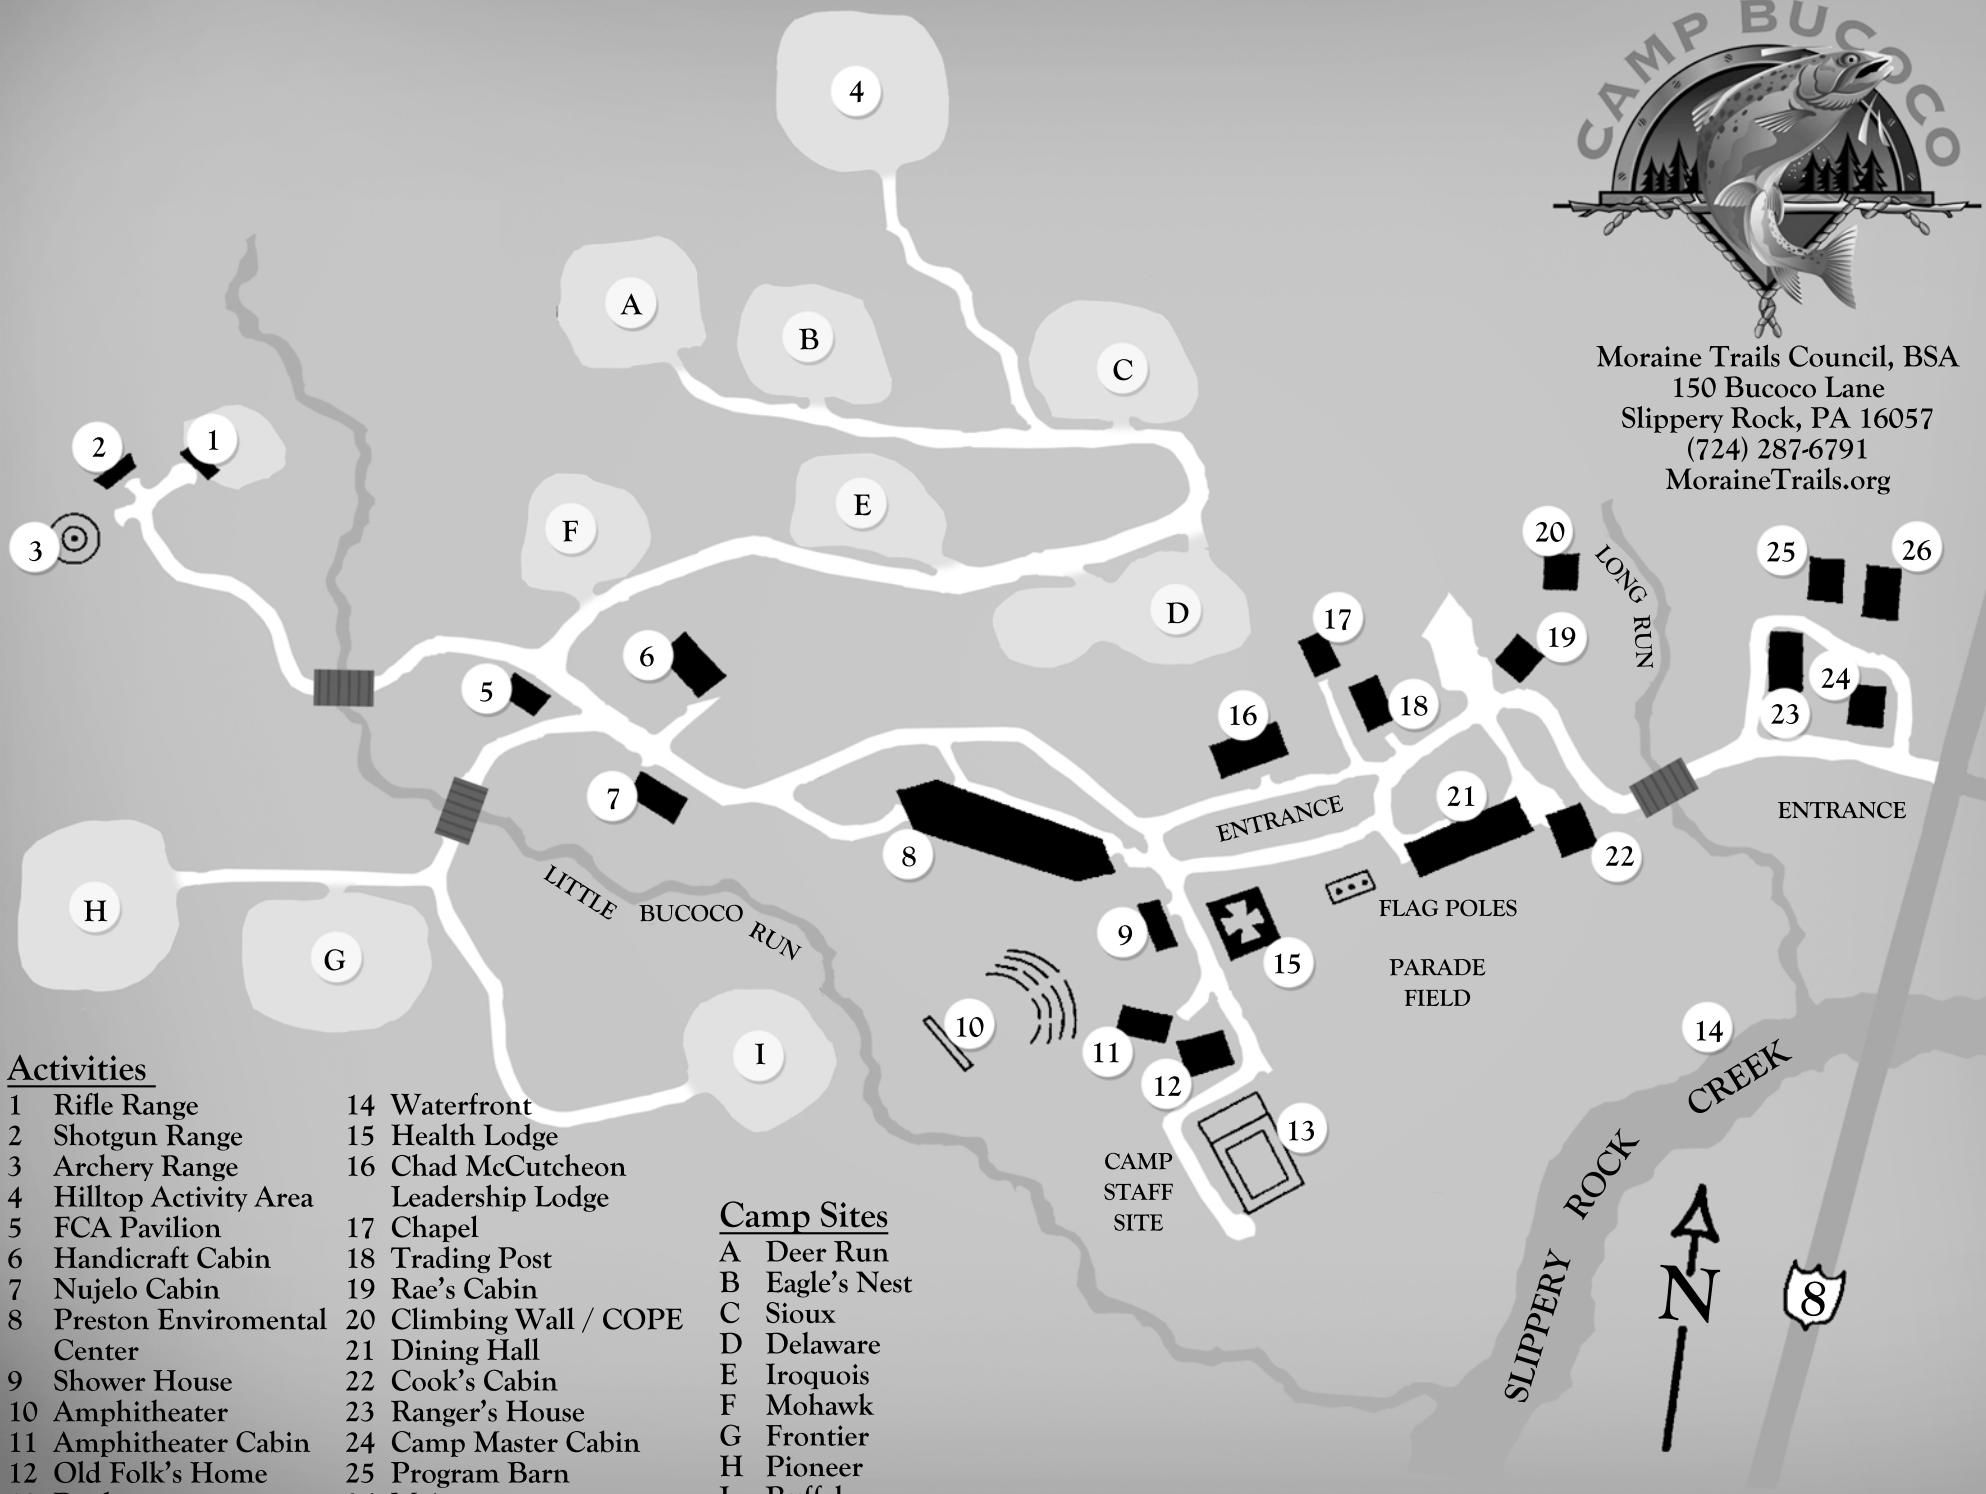 CAMP BUCOCO
Moraine Trails Council, BSA
150 Bucoco Lane
Slippery Rock, PA 16057
(724) 287-6791
MoraineTrails.org
4
A
B
C
2
1
3
F
E
D
20
LONG RUN
25
26
17
19
6
5
18
24
23
16
7
21
ENTRANCE
ENTRANCE
8
22
H
LITTLE BUCOCO RUN
FLAG POLES
9
G
15
PARADE
FIELD
10
14
I
11
12
CREEK
13
CAMP
STAFF
SITE
SLIPPERY ROCK
N
8
Activities
1 Rifle Range
2 Shotgun Range
3 Archery Range
4 Hilltop Activity Area
5 FCA Pavilion
6 Handicraft Cabin
7 Nujelo Cabin
8 Preston Enviromental
Center
9 Shower House
10 Amphitheater
11 Amphitheater Cabin
12 Old Folk's Home
14 Waterfront
15 Health Lodge
16 Chad McCutcheon
Leadership Lodge
17 Chapel
18 Trading Post
19 Rae's Cabin
20 Climbing Wall / COPE
21 Dining Hall
22 Cook's Cabin
23 Ranger's House
24 Camp Master Cabin
25 Program Barn
Camp Sites
A Deer Run
B Eagle's Nest
C Sioux
D Delaware
E Iroquois
F Mohawk
G Frontier
H Pioneer